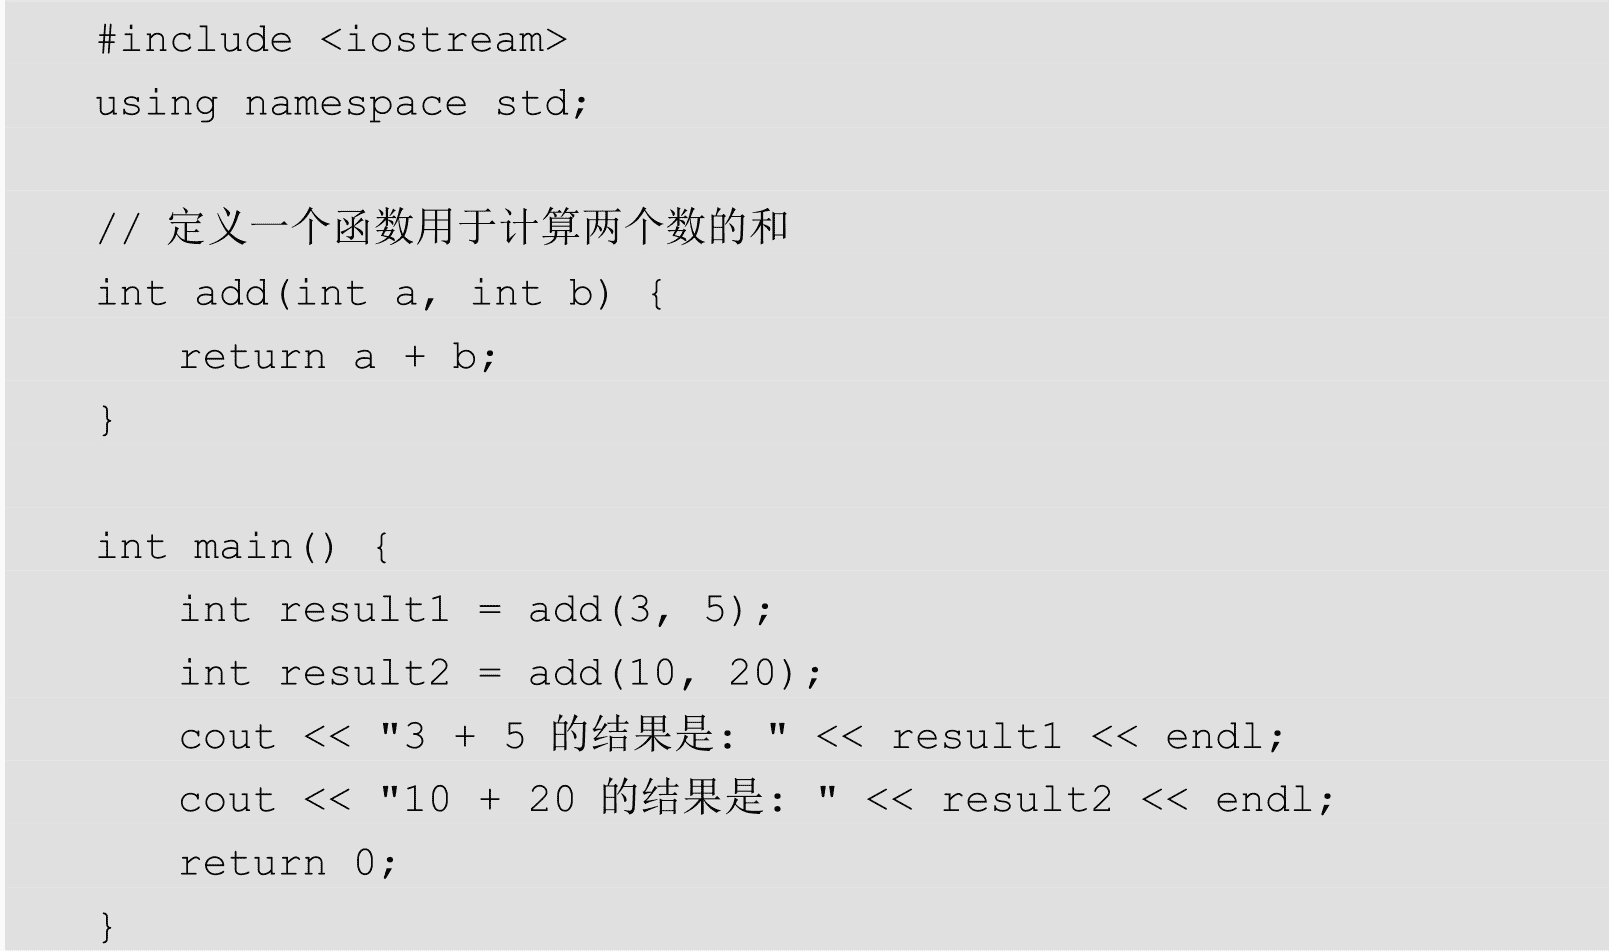 #include <iostream>
using namespace std;
// 定义一个函数用于计算两个数的和
int add(int a, int b) {
return a + b;
}
int main() {
int result1 = add(3, 5);
int result2 = add(10, 20);
cout << "3 + 5 的结果是: " << result1 << endl;
cout << "10 + 20 的结果是: " << result2 << endl;
return 0;
}